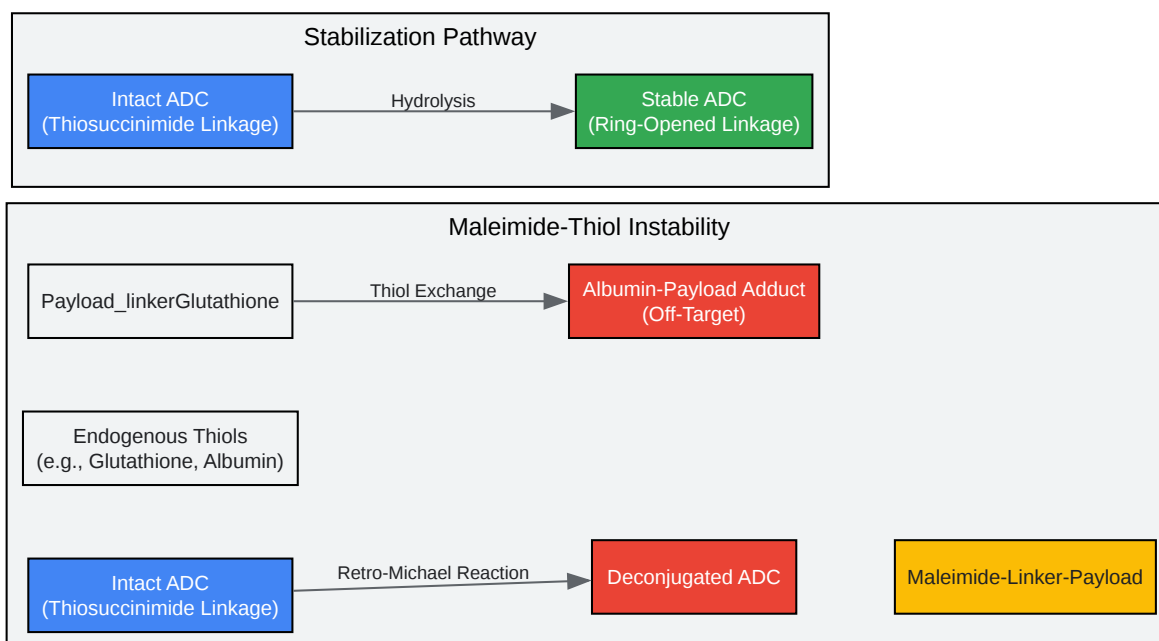 Stabilization Pathway
Intact ADC
(Thiosuccinimide Linkage)
Hydrolysis
Stable ADC
(Ring-Opened Linkage)
Maleimide-Thiol Instability
Payload_linkerGlutathione
Thiol Exchange
Albumin-Payload Adduct
(Off-Target)
Endogenous Thiols
(e.g., Glutathione, Albumin)
Intact ADC
(Thiosuccinimide Linkage)
Retro-Michael Reaction
Deconjugated ADC
Maleimide-Linker-Payload